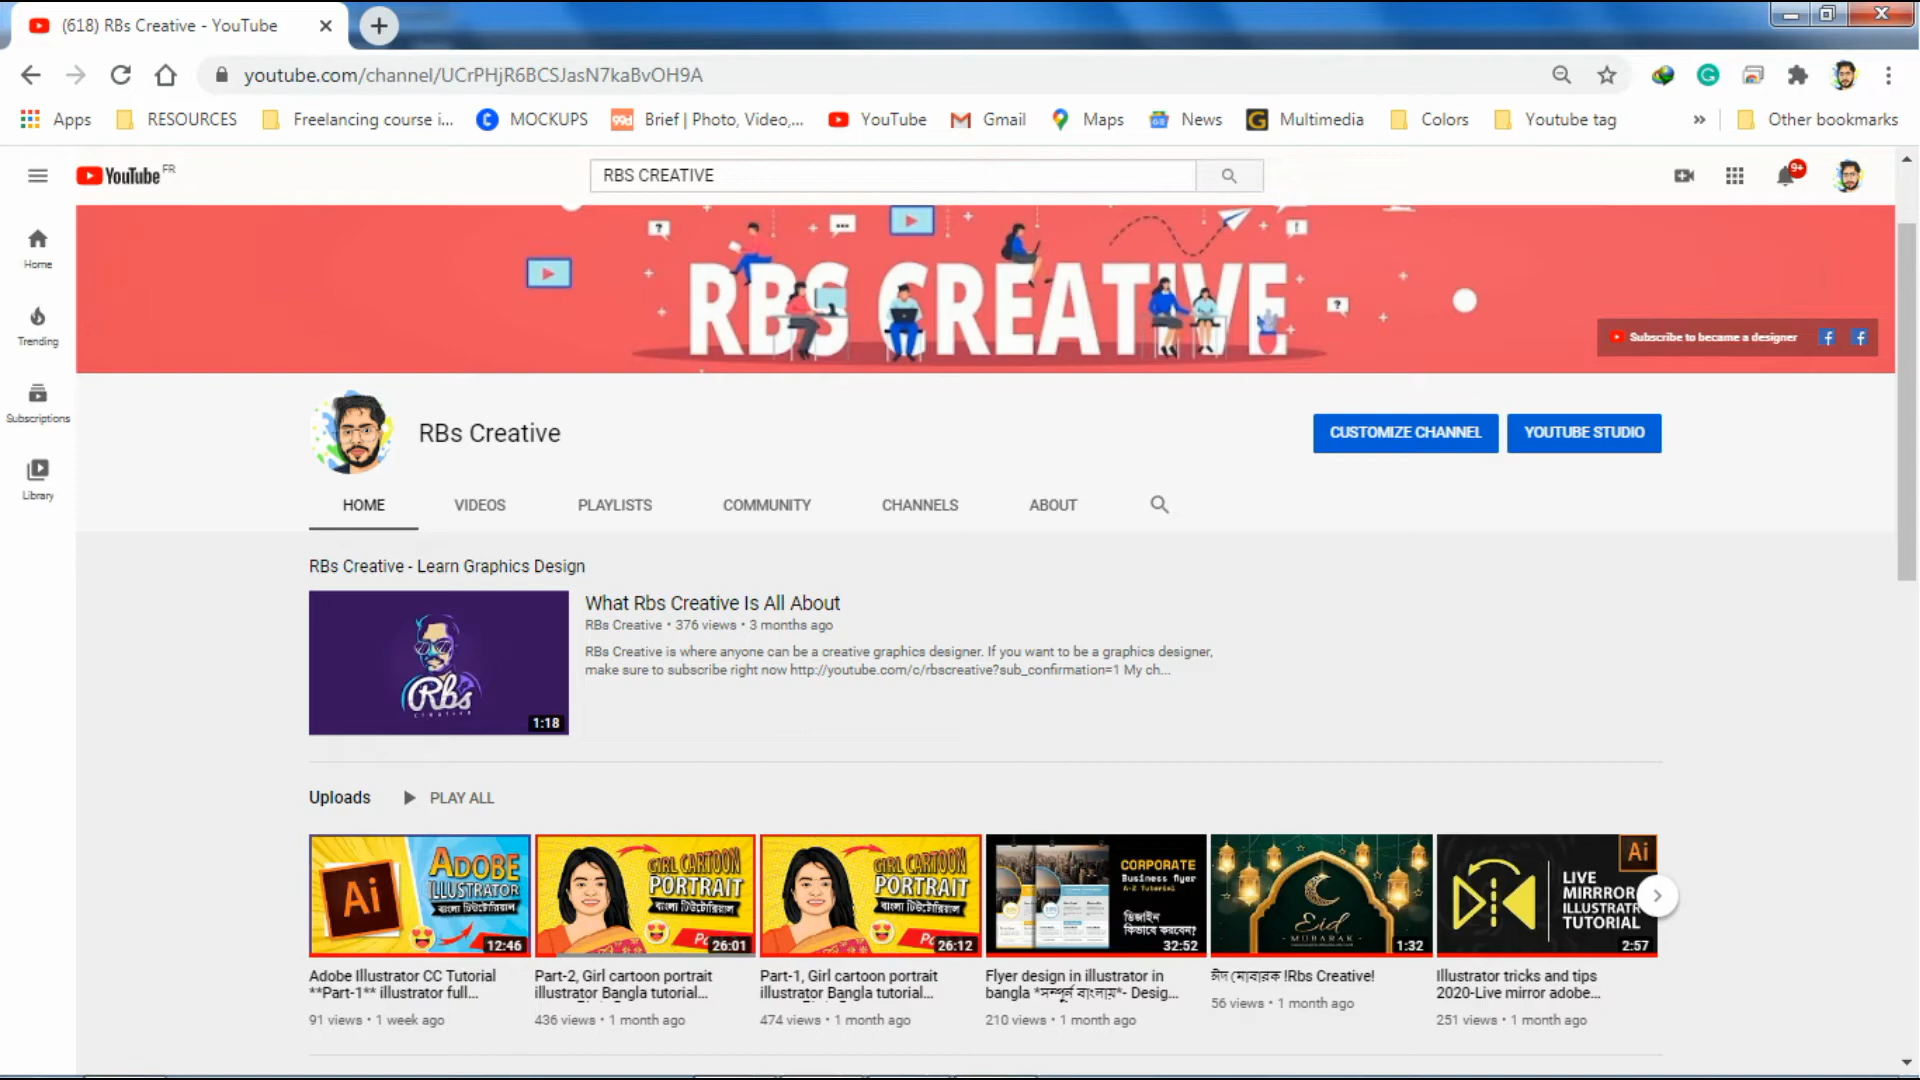 (618) RBs Creative - YouTube
youtube.com/channel/UCrPHjR6BCSJasN7kaBvOH9A
Apps RESOURCES Freelancing course i... MOCKUPS Brief | Photo, Video,... YouTube Gmail Maps News Multimedia Colors Youtube tag » Other bookmarks
YouTube FR
RBS CREATIVE
9+
Home
Trending
Subscriptions
Library
RBS CREATIVE
Subscribe to became a designer
RBs Creative
CUSTOMIZE CHANNEL YOUTUBE STUDIO
HOME VIDEOS PLAYLISTS COMMUNITY CHANNELS ABOUT
RBs Creative - Learn Graphics Design
Rbs
creative
1:18
What Rbs Creative Is All About
RBs Creative • 376 views • 3 months ago
RBs Creative is where anyone can be a creative graphics designer. If you want to be a graphics designer,
make sure to subscribe right now http://youtube.com/c/rbscreative?sub_confirmation=1 My ch...
Uploads PLAY ALL
Ai
ADOBE
ILLUSTRATOR
বাংলা টিউটোরিয়াল
12:46
Adobe Illustrator CC Tutorial
**Part-1** illustrator full...
91 views • 1 week ago
GIRL CARTOON
PORTRAIT
বাংলা টিউটোরিয়াল
26:01
Part-2, Girl cartoon portrait
illustrator Bangla tutorial...
436 views • 1 month ago
GIRL CARTOON
PORTRAIT
বাংলা টিউটোরিয়াল
26:12
Part-1, Girl cartoon portrait
illustrator Bangla tutorial...
474 views • 1 month ago
CORPORATE
Business flyer
A-Z Tutorial
ডিজাইন
কিভাবে করবেন?
32:52
Flyer design in illustrator in
bangla *সম্পূর্ন বাংলায়*- Desig...
210 views • 1 month ago
Eid
MUBARAK
1:32
ঈদ মোবারক !Rbs Creative!
56 views • 1 month ago
Ai
LIVE
MIRRROR
ILLUSTRATR
TUTORIAL
2:57
Illustrator tricks and tips
2020-Live mirror adobe...
251 views • 1 month ago